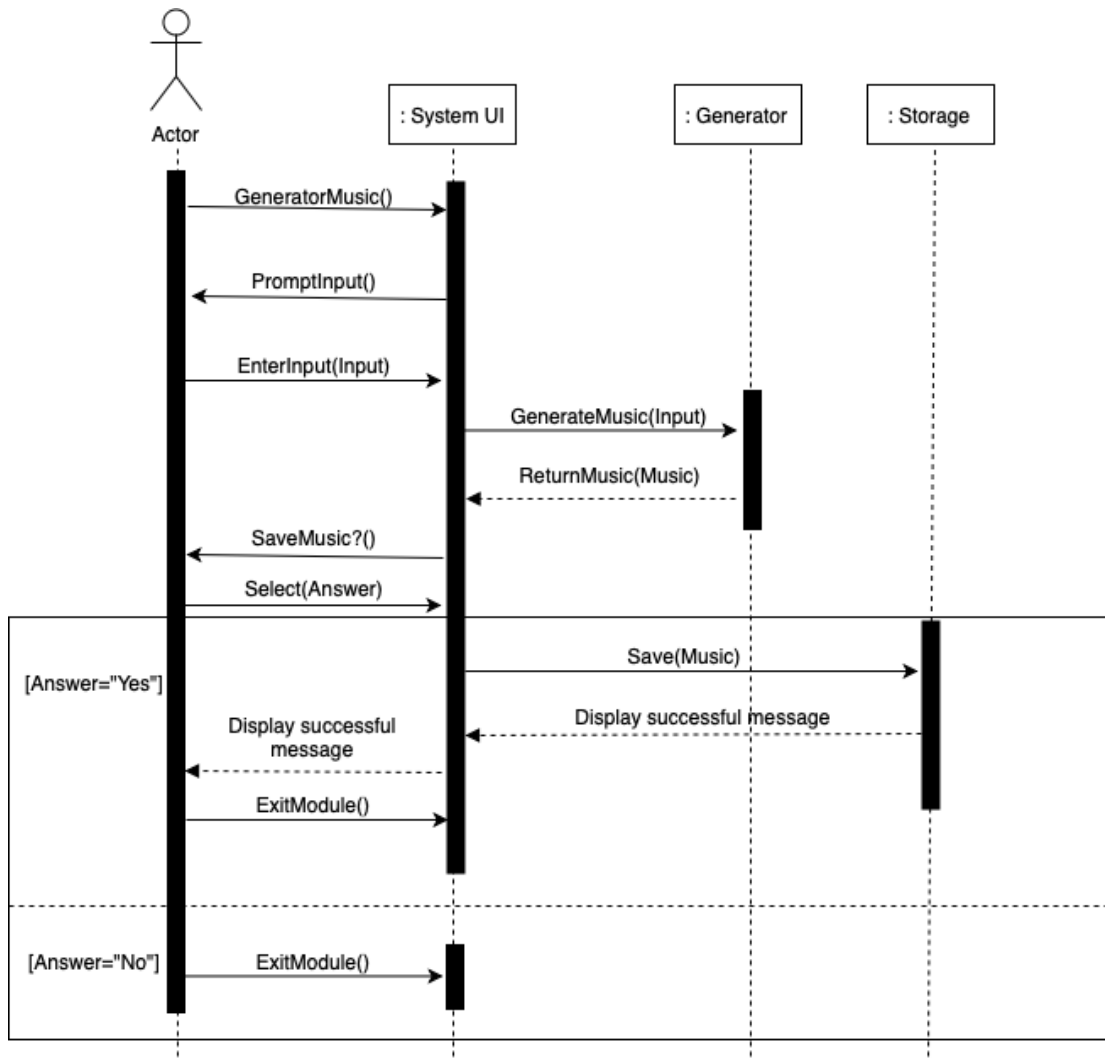 Actor
: System UI
: Generator
: Storage
GeneratorMusic()
PromptInput()
EnterInput(Input)
GenerateMusic(Input)
ReturnMusic(Music)
SaveMusic?()
Select(Answer)
Save(Music)
[Answer="Yes"]
Display successful message
Display successful
message
ExitModule()
[Answer="No"]
ExitModule()